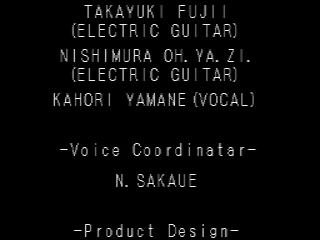 TAKAYUKI FUJII
(ELECTRIC GUITAR)
NISHIMURA OH.YA.ZI.
(ELECTRIC GUITAR)
KAHORI YAMANE(VOCAL)
-Voice Coordinatar-
N.SAKAUE
-Product Design-